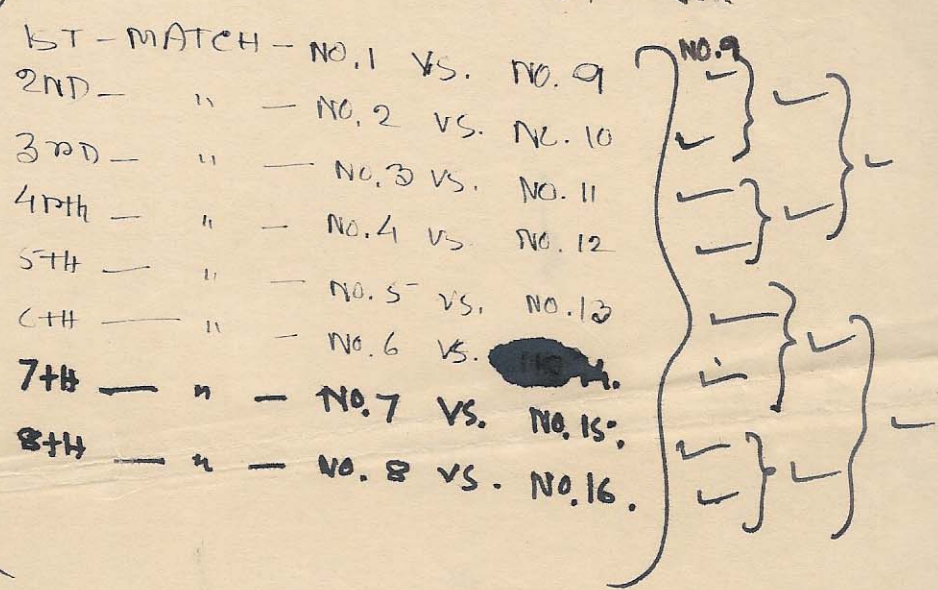 1ST - MATCH - NO. 1 VS. NO. 9 NO. 9
2ND - " - NO. 2 VS. NO. 10
3RD - " - NO. 3 VS. NO. 11
4RTH - " - NO. 4 VS. NO. 12
5TH - " - NO. 5 VS. NO. 13
6TH - " - NO. 6 VS.
7TH - " - NO. 7 VS. NO. 15.
8TH - " - NO. 8 VS. NO. 16.